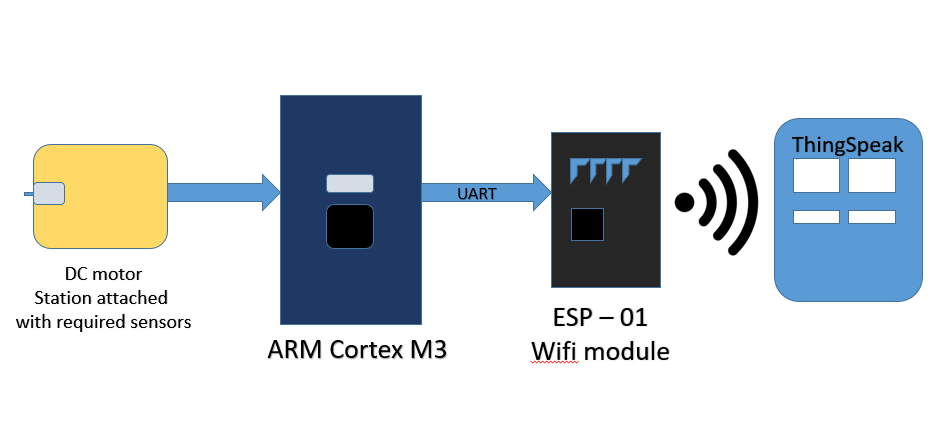 DC motor
Station attached
with required sensors
ARM Cortex M3
UART
ESP – 01
Wifi module
ThingSpeak